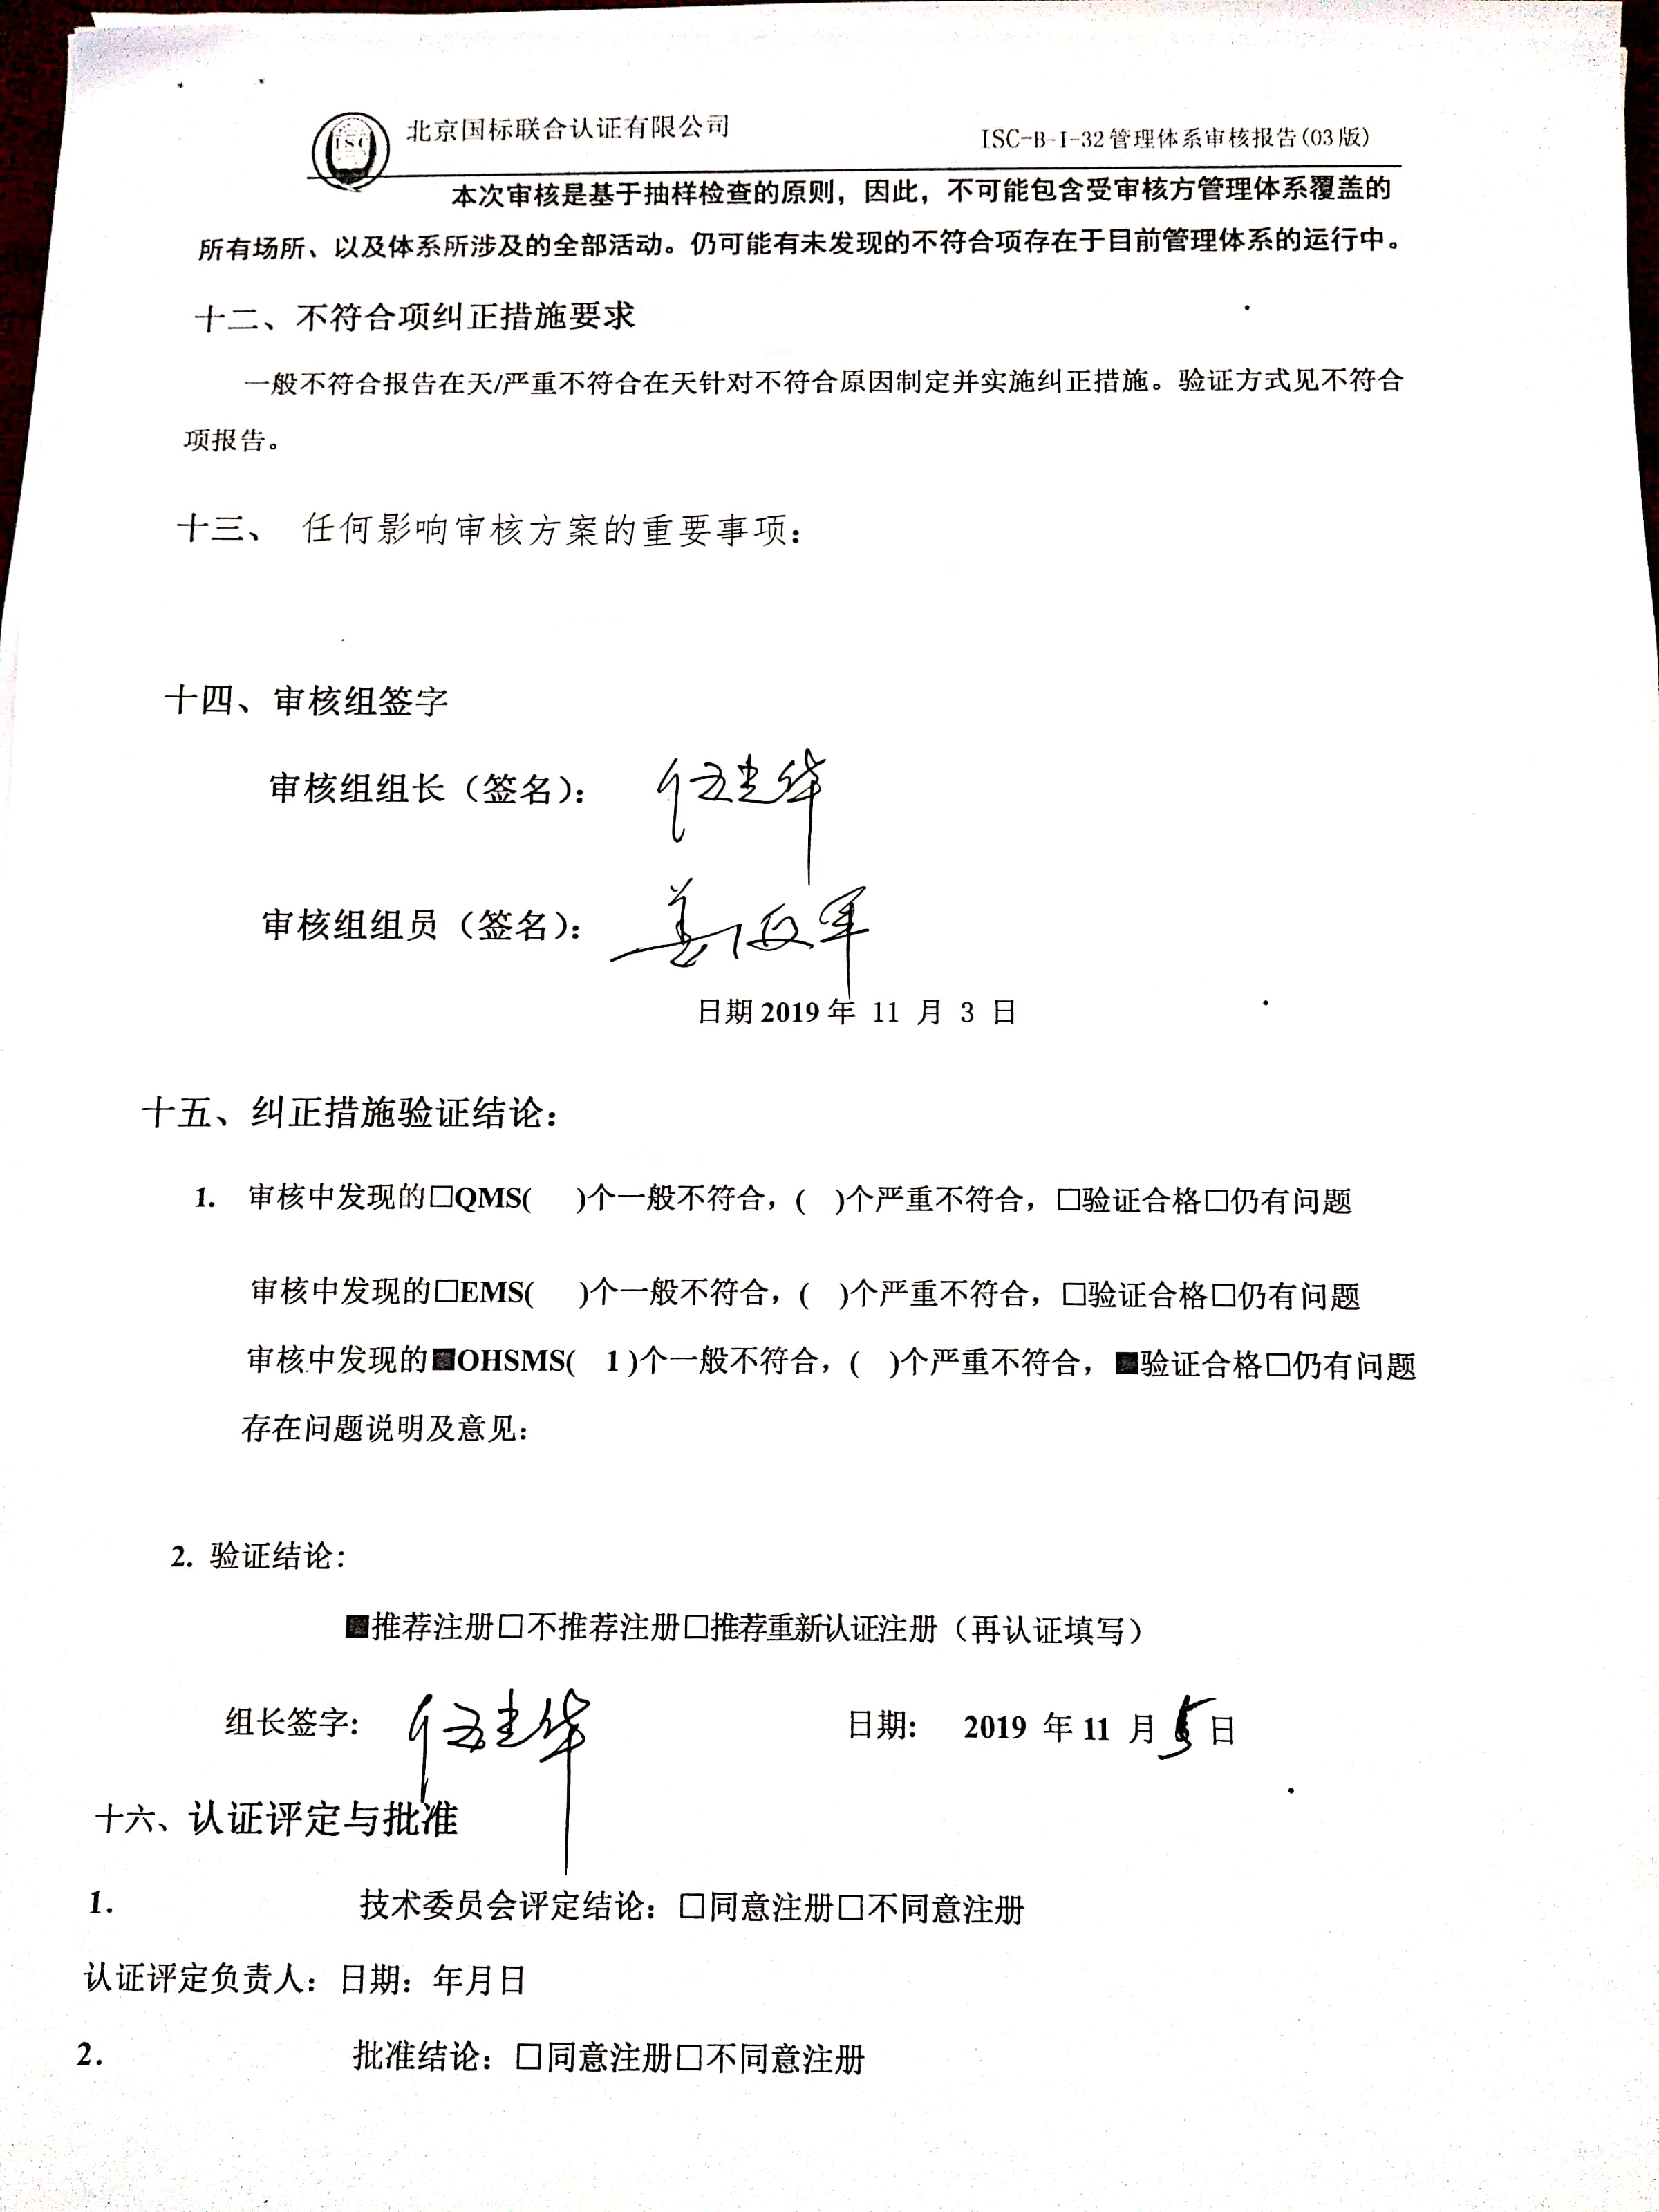 ISC
北京国标联合认证有限公司
ISC-B-I-32管理体系审核报告(03版)
本次审核是基于抽样检查的原则，因此，不可能包含受审核方管理体系覆盖的
所有场所、以及体系所涉及的全部活动。仍可能有未发现的不符合项存在于目前管理体系的运行中。
十二、不符合项纠正措施要求
一般不符合报告在天/严重不符合在天针对不符合原因制定并实施纠正措施。验证方式见不符合
项报告。
十三、 任何影响审核方案的重要事项：
十四、审核组签字
审核组组长（签名）： 伍建华
审核组组员（签名）：
日期 2019 年 11 月 3 日
十五、纠正措施验证结论：
1. 审核中发现的□QMS( )个一般不符合，( )个严重不符合，□验证合格□仍有问题
审核中发现的□EMS( )个一般不符合，( )个严重不符合，□验证合格□仍有问题
审核中发现的■OHSMS( 1 )个一般不符合，( )个严重不符合，■验证合格□仍有问题
存在问题说明及意见：
2. 验证结论：
■推荐注册□不推荐注册□推荐重新认证注册（再认证填写）
组长签字： 伍建华 日期： 2019 年 11 月 5 日
十六、认证评定与批准
1. 技术委员会评定结论：□同意注册□不同意注册
认证评定负责人：日期：年月日
2. 批准结论：□同意注册□不同意注册